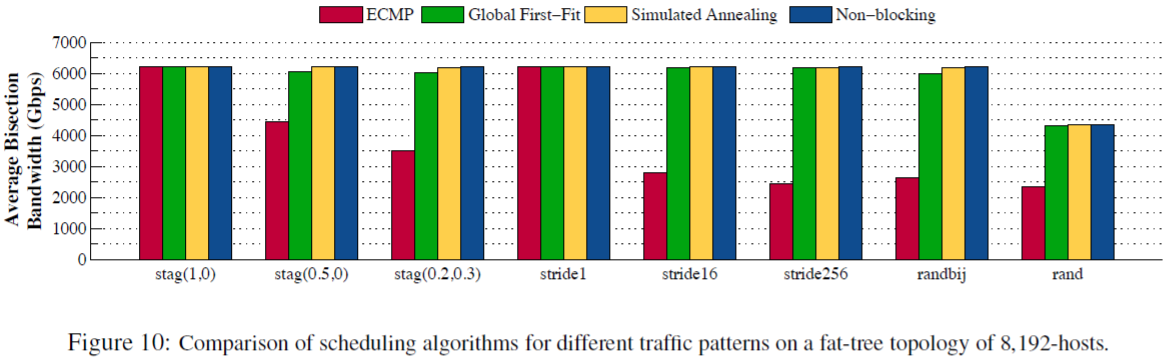 ECMP Global First–Fit Simulated Annealing Non–blocking
Average Bisection
Bandwidth (Gbps)
7000
6000
5000
4000
3000
2000
1000
0
stag(1,0) stag(0.5,0) stag(0.2,0.3) stride1 stride16 stride256 randbij rand
Figure 10: Comparison of scheduling algorithms for different traffic patterns on a fat-tree topology of 8,192-hosts.